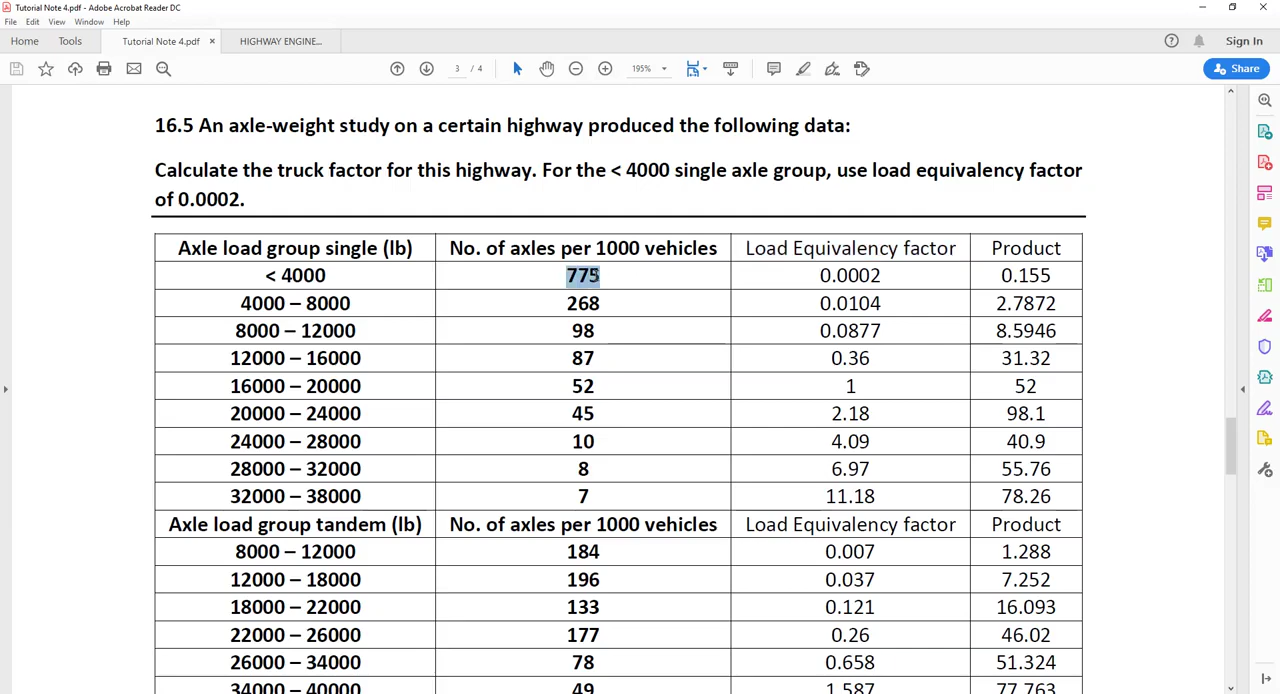 Tutorial Note 4.pdf - Adobe Acrobat Reader DC
File Edit View Window Help
Home Tools Tutorial Note 4.pdf × HIGHWAY ENGINE... Sign In
3 / 4 195% Share
16.5 An axle-weight study on a certain highway produced the following data:
Calculate the truck factor for this highway. For the < 4000 single axle group, use load equivalency factor
of 0.0002.
Axle load group single (lb) No. of axles per 1000 vehicles Load Equivalency factor Product
< 4000 775 0.0002 0.155
4000 – 8000 268 0.0104 2.7872
8000 – 12000 98 0.0877 8.5946
12000 – 16000 87 0.36 31.32
16000 – 20000 52 1 52
20000 – 24000 45 2.18 98.1
24000 – 28000 10 4.09 40.9
28000 – 32000 8 6.97 55.76
32000 – 38000 7 11.18 78.26
Axle load group tandem (lb) No. of axles per 1000 vehicles Load Equivalency factor Product
8000 – 12000 184 0.007 1.288
12000 – 18000 196 0.037 7.252
18000 – 22000 133 0.121 16.093
22000 – 26000 177 0.26 46.02
26000 – 34000 78 0.658 51.324
34000 – 40000 49 1.587 77.763